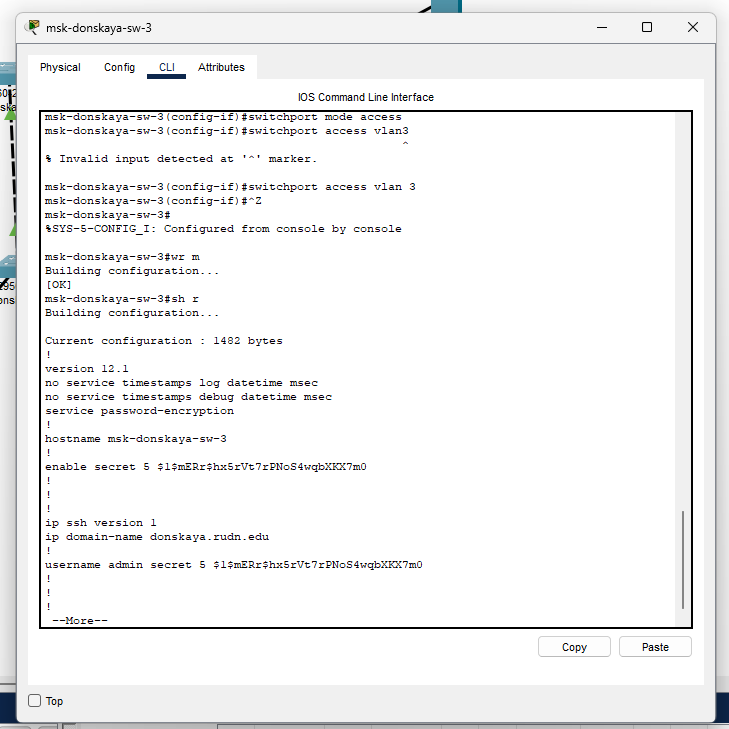 msk-donskaya-sw-3
Physical Config CLI Attributes
IOS Command Line Interface
msk-donskaya-sw-3(config-if)#switchport mode access
msk-donskaya-sw-3(config-if)#switchport access vlan3
^
% Invalid input detected at '^' marker.
msk-donskaya-sw-3(config-if)#switchport access vlan 3
msk-donskaya-sw-3(config-if)#^Z
msk-donskaya-sw-3#
%SYS-5-CONFIG_I: Configured from console by console
msk-donskaya-sw-3#wr m
Building configuration...
[OK]
msk-donskaya-sw-3#sh r
Building configuration...
Current configuration : 1482 bytes
!
version 12.1
no service timestamps log datetime msec
no service timestamps debug datetime msec
service password-encryption
!
hostname msk-donskaya-sw-3
!
enable secret 5 $1$mERr$hx5rVt7rPNoS4wqbXKX7m0
!
!
!
ip ssh version 1
ip domain-name donskaya.rudn.edu
!
username admin secret 5 $1$mERr$hx5rVt7rPNoS4wqbXKX7m0
!
!
!
--More--
Copy Paste
Top